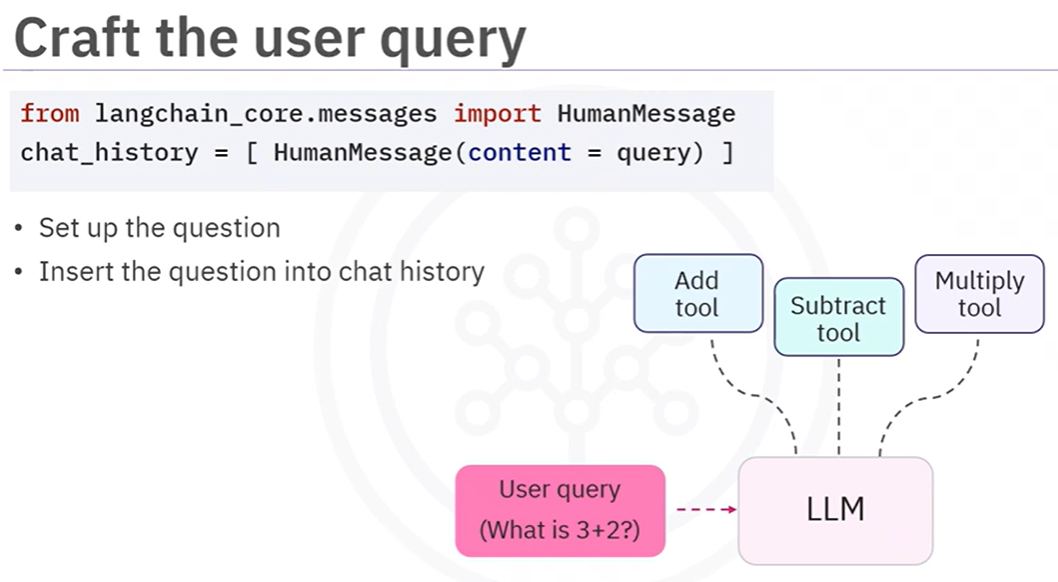 Craft the user query
from langchain_core.messages import HumanMessage
chat_history = [ HumanMessage(content = query) ]
• Set up the question
• Insert the question into chat history
Add
tool
Subtract
tool
Multiply
tool
User query
(What is 3+2?)
LLM